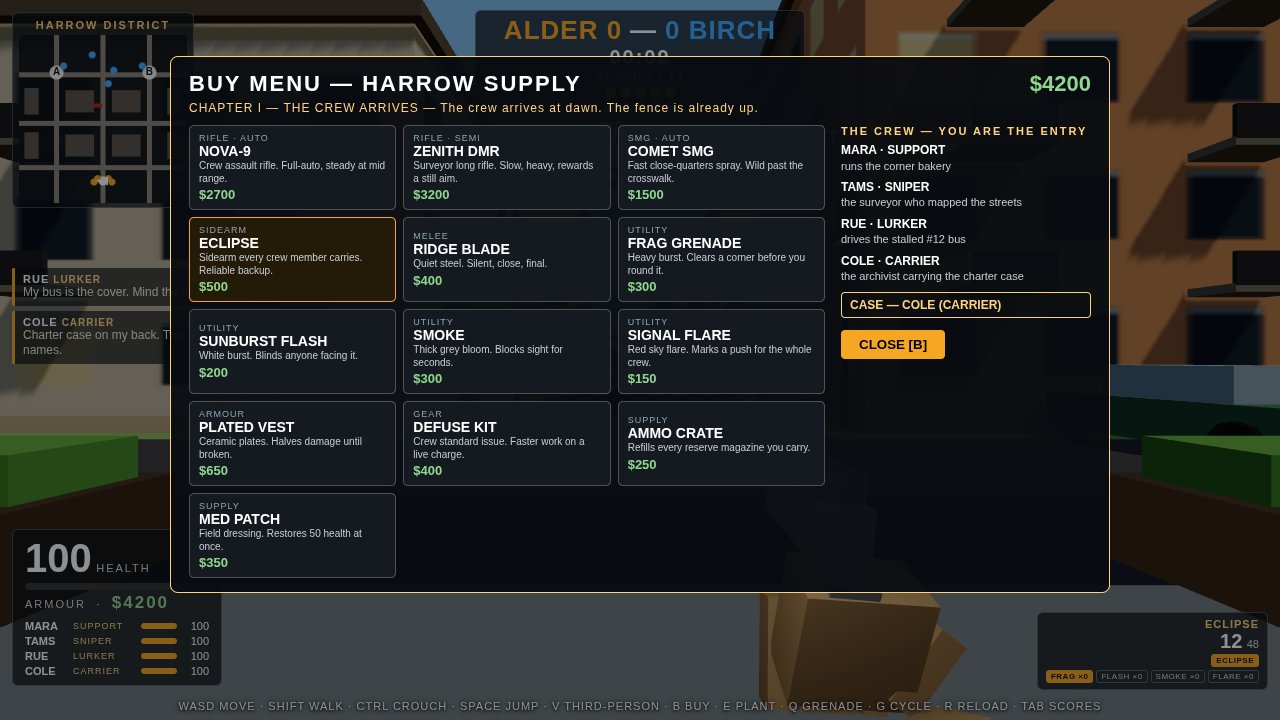 HARROW DISTRICT
A
B
ALDER 0 — 0 BIRCH
00:09
BUY MENU — HARROW SUPPLY
$4200
CHAPTER I — THE CREW ARRIVES — The crew arrives at dawn. The fence is already up.
RIFLE · AUTO
NOVA-9
Crew assault rifle. Full-auto, steady at mid
range.
$2700
RIFLE · SEMI
ZENITH DMR
Surveyor long rifle. Slow, heavy, rewards
a still aim.
$3200
SMG · AUTO
COMET SMG
Fast close-quarters spray. Wild past the
crosswalk.
$1500
SIDEARM
ECLIPSE
Sidearm every crew member carries.
Reliable backup.
$500
MELEE
RIDGE BLADE
Quiet steel. Silent, close, final.
$400
UTILITY
FRAG GRENADE
Heavy burst. Clears a corner before you
round it.
$300
UTILITY
SUNBURST FLASH
White burst. Blinds anyone facing it.
$200
UTILITY
SMOKE
Thick grey bloom. Blocks sight for
seconds.
$300
UTILITY
SIGNAL FLARE
Red sky flare. Marks a push for the whole
crew.
$150
ARMOUR
PLATED VEST
Ceramic plates. Halves damage until
broken.
$650
GEAR
DEFUSE KIT
Crew standard issue. Faster work on a
live charge.
$400
SUPPLY
AMMO CRATE
Refills every reserve magazine you carry.
$250
SUPPLY
MED PATCH
Field dressing. Restores 50 health at
once.
$350
THE CREW — YOU ARE THE ENTRY
MARA · SUPPORT
runs the corner bakery
TAMS · SNIPER
the surveyor who mapped the streets
RUE · LURKER
drives the stalled #12 bus
COLE · CARRIER
the archivist carrying the charter case
CASE — COLE (CARRIER)
CLOSE [B]
RUE LURKER
My bus is the cover. Mind
COLE CARRIER
Charter case on my back.
names.
100 HEALTH
ARMOUR · $4200
MARA SUPPORT 100
TAMS SNIPER 100
RUE LURKER 100
COLE CARRIER 100
ECLIPSE
12 48
ECLIPSE
FRAG ×0 FLASH ×0 SMOKE ×0 FLARE ×0
WASD MOVE · SHIFT WALK · CTRL CROUCH · SPACE JUMP · V THIRD-PERSON · B BUY · E PLANT · Q GRENADE · G CYCLE · R RELOAD · TAB SCORES